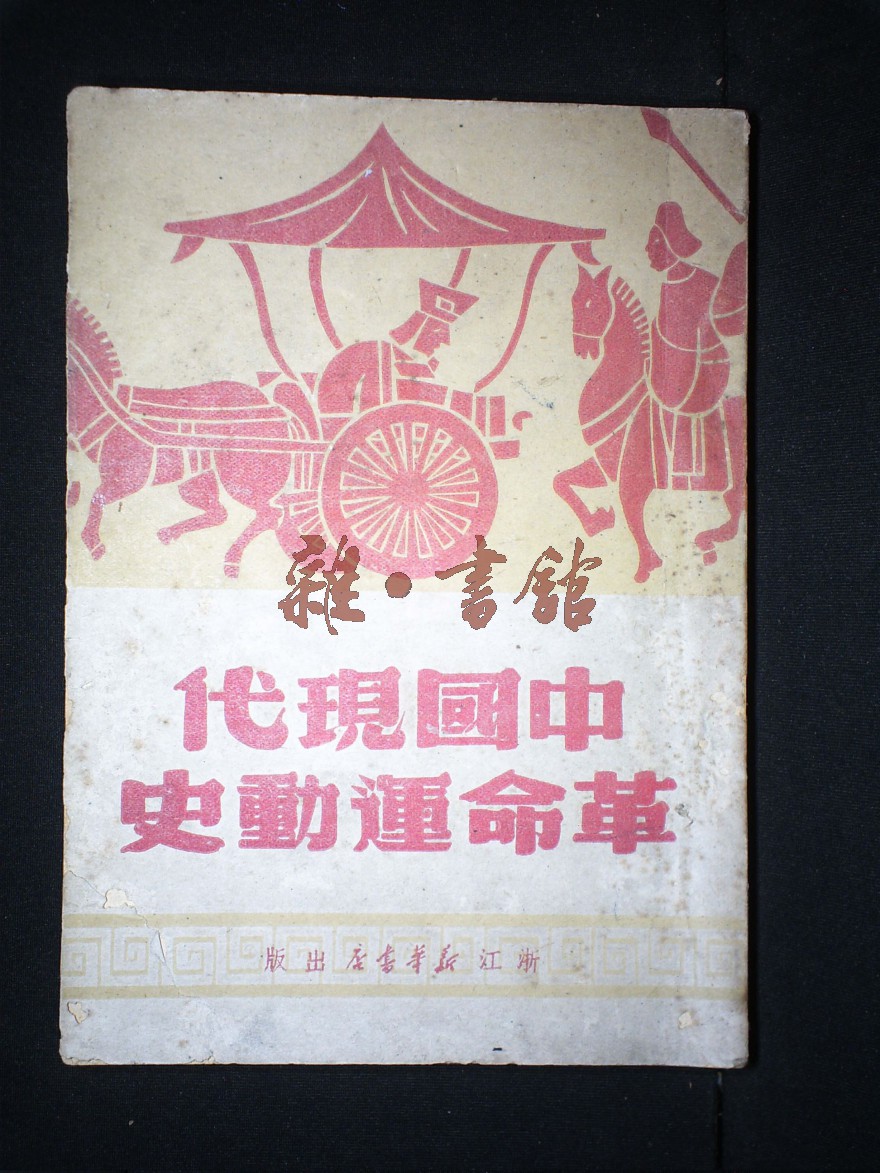 雜·書館
中國現代
革命運動史
浙江新华書店出版